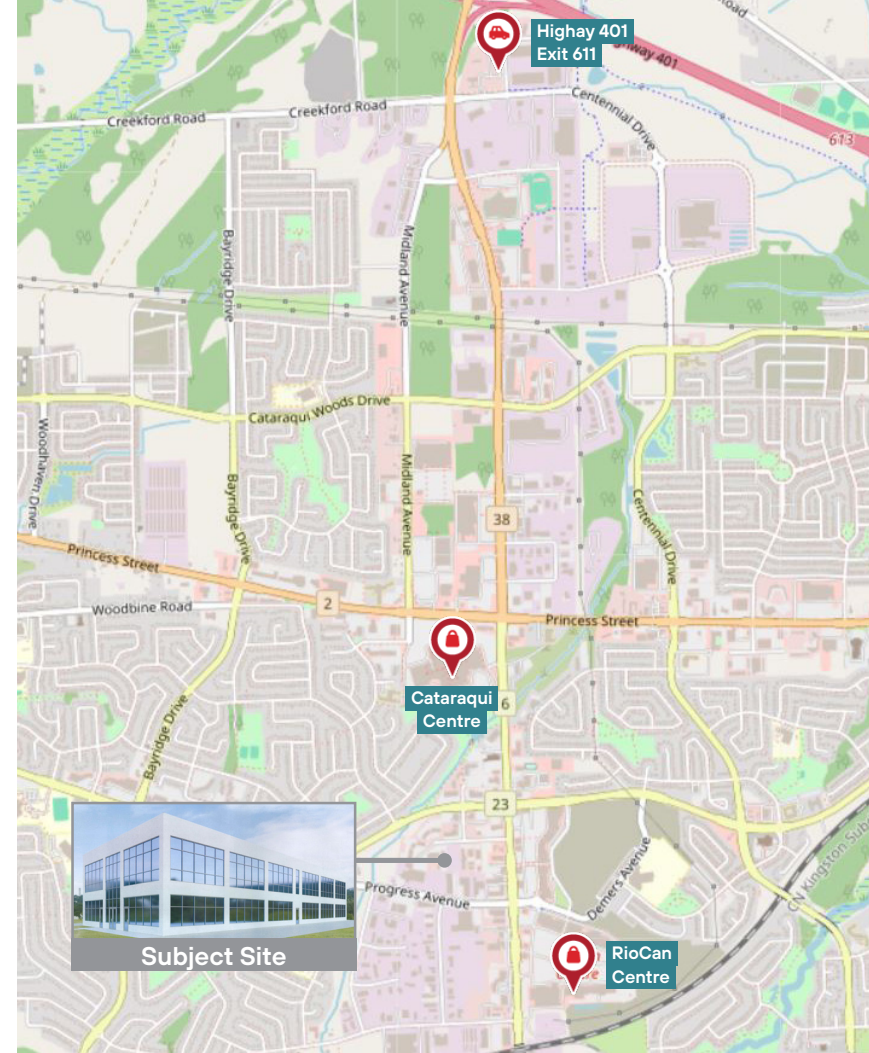 Road
Highay 401
Exit 611
Highway 401
Creekford Road
Creekford Road
Centennial Drive
613
Bayridge Drive
Midland Avenue
Cataraqui Woods Drive
Woodhaven Drive
Bayridge Drive
Midland Avenue
Centennial Drive
38
Princess Street
2
Woodbine Road
Princess Street
Cataraqui
Centre
6
Bayridge Drive
23
Demers Avenue
CN Kingston Sub
Progress Avenue
Subject Site
RioCan
Centre